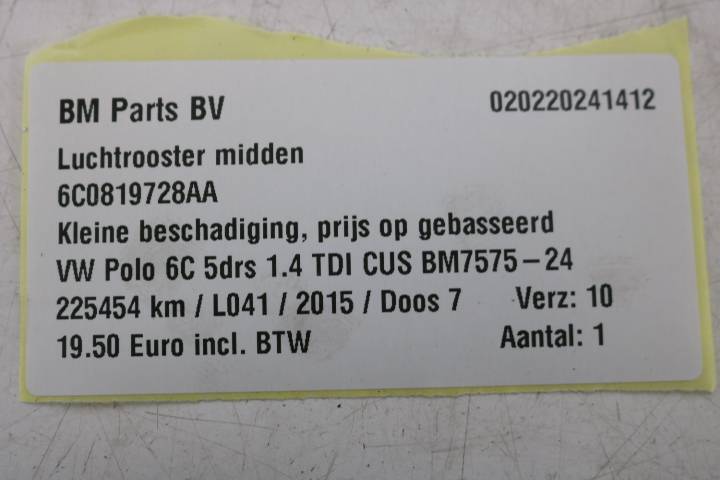 BM Parts BV 020220241412
Luchtrooster midden
6C0819728AA
Kleine beschadiging, prijs op gebasseerd
VW Polo 6C 5drs 1.4 TDI CUS BM7575-24
225454 km / L041 / 2015 / Doos 7 Verz: 10
19.50 Euro incl. BTW Aantal: 1